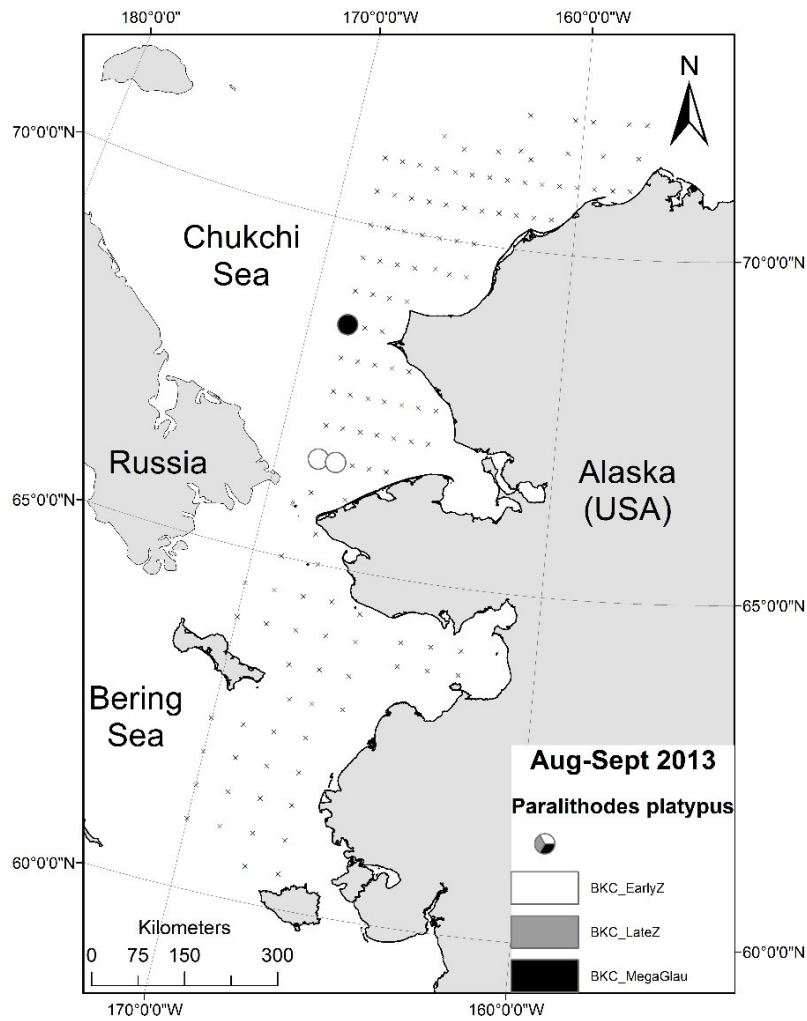 180°0'0"
170°0'0"W
160°0'0"W
N
70°0'0"N
Chukchi
Sea
70°0'0"N
Russia
Alaska
(USA)
65°0'0"N
65°0'0"N
Bering
Sea
Aug-Sept 2013
Paralithodes platypus
60°0'0"N
BKC_EarlyZ
Kilometers
BKC_LateZ
0 75 150 300
60°0'0"N
BKC_MegaGlau
170°0'0"W
160°0'0"W